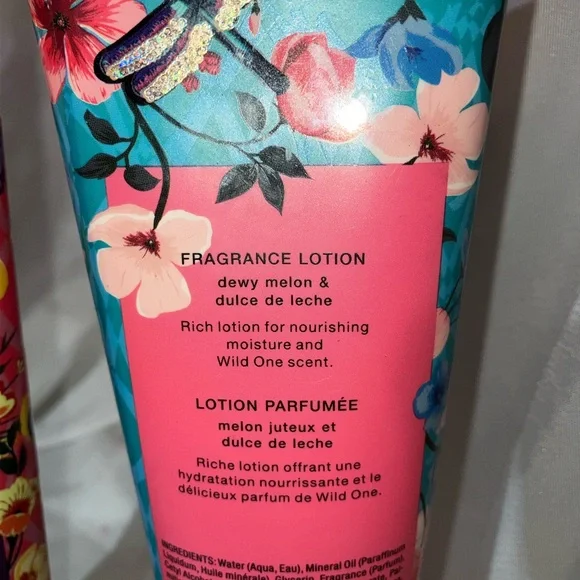 FRAGRANCE LOTION
dewy melon &
dulce de leche
Rich lotion for nourishing
moisture and
Wild One scent.
LOTION PARFUMÉE
melon juteux et
dulce de leche
Riche lotion offrant une
hydratation nourrissante et le
délicieux parfum de Wild One.
INGREDIENTS: Water (Aqua, Eau), Mineral Oil (Paraffinum
Liquidum, Huile minérale), Glycerin, Fragrance (Parfum),
Cetyl Alcohol